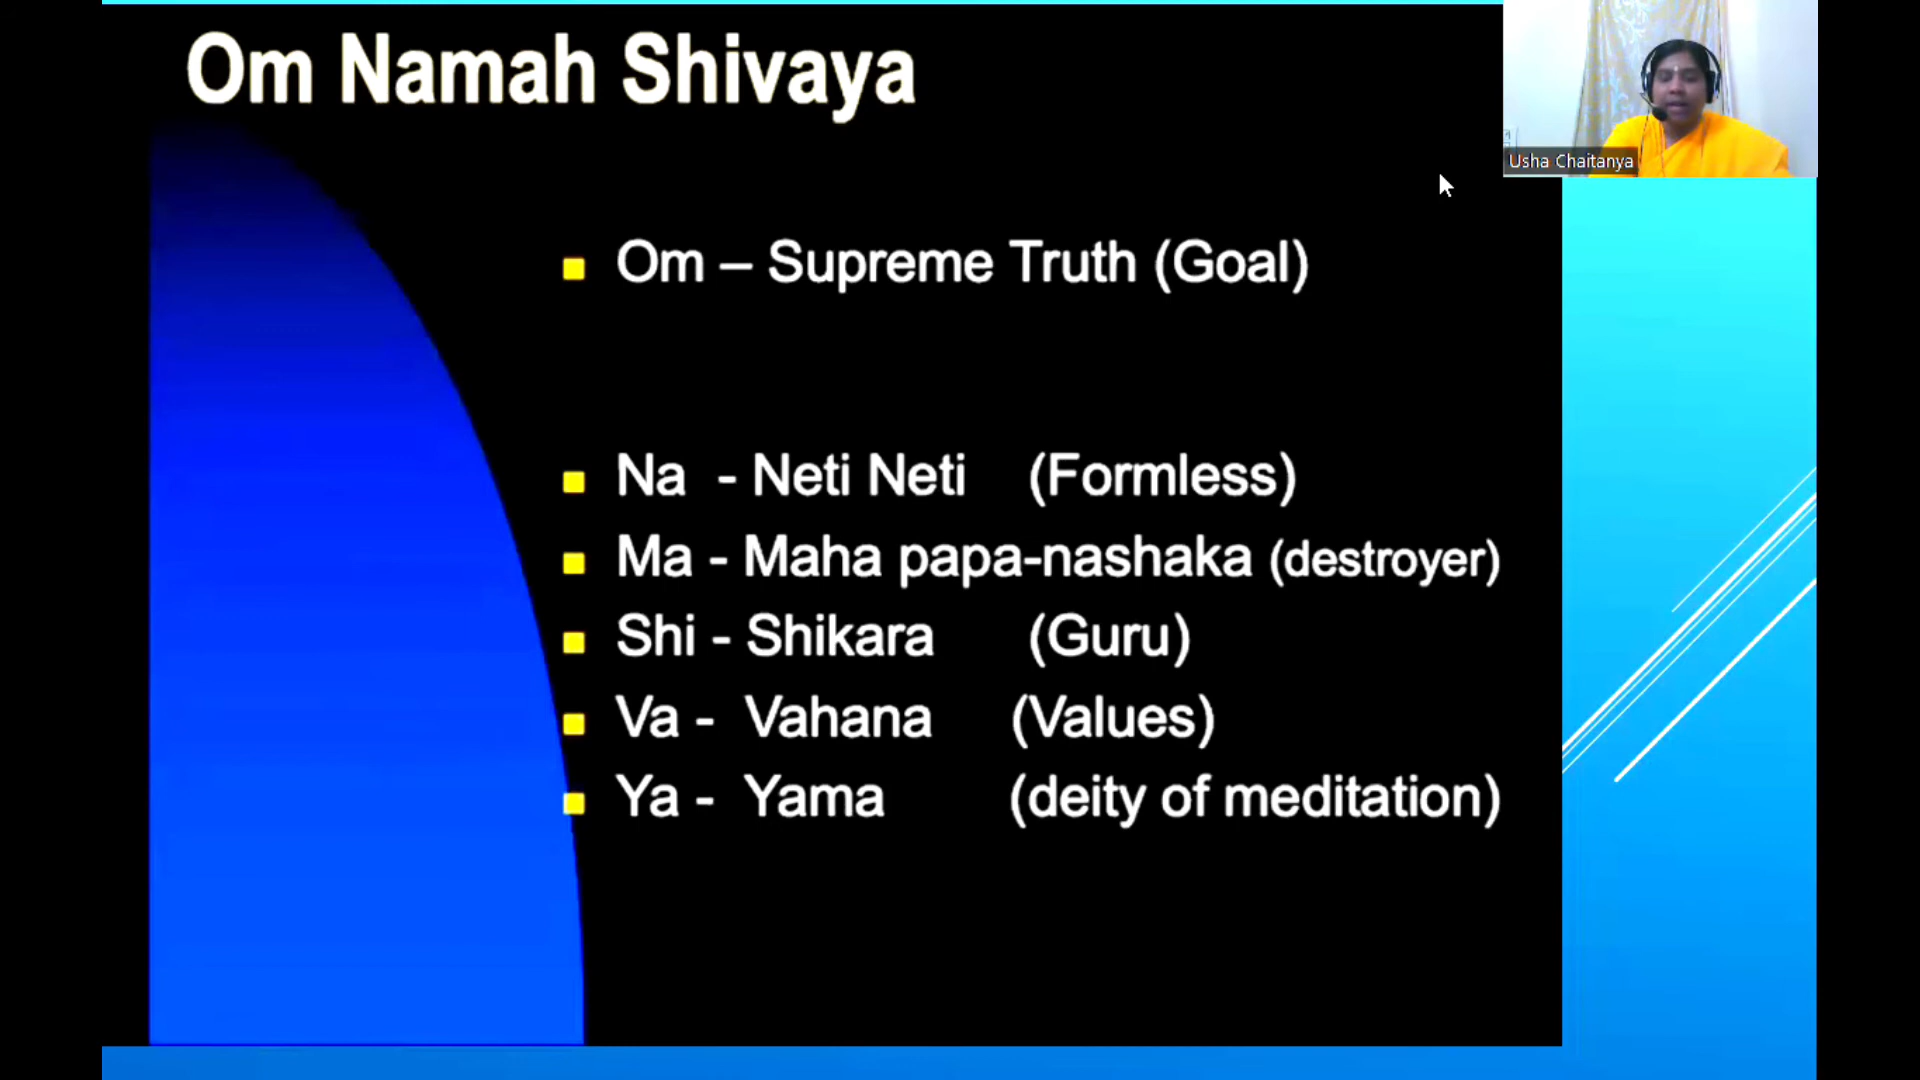 Om Namah Shivaya
Usha Chaitanya
Om – Supreme Truth (Goal)
Na - Neti Neti (Formless)
Ma - Maha papa-nashaka (destroyer)
Shi - Shikara (Guru)
Va - Vahana (Values)
Ya - Yama (deity of meditation)